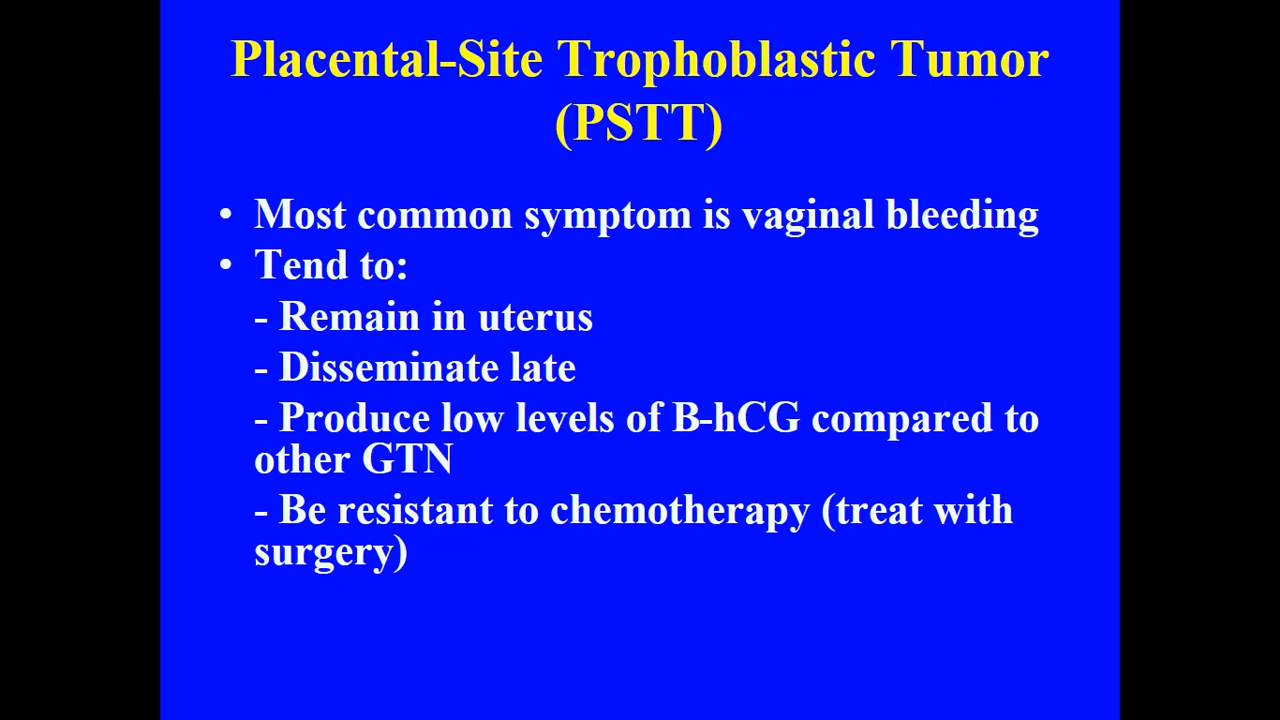 Placental-Site Trophoblastic Tumor
(PSTT)
• Most common symptom is vaginal bleeding
• Tend to:
- Remain in uterus
- Disseminate late
- Produce low levels of B-hCG compared to
other GTN
- Be resistant to chemotherapy (treat with
surgery)